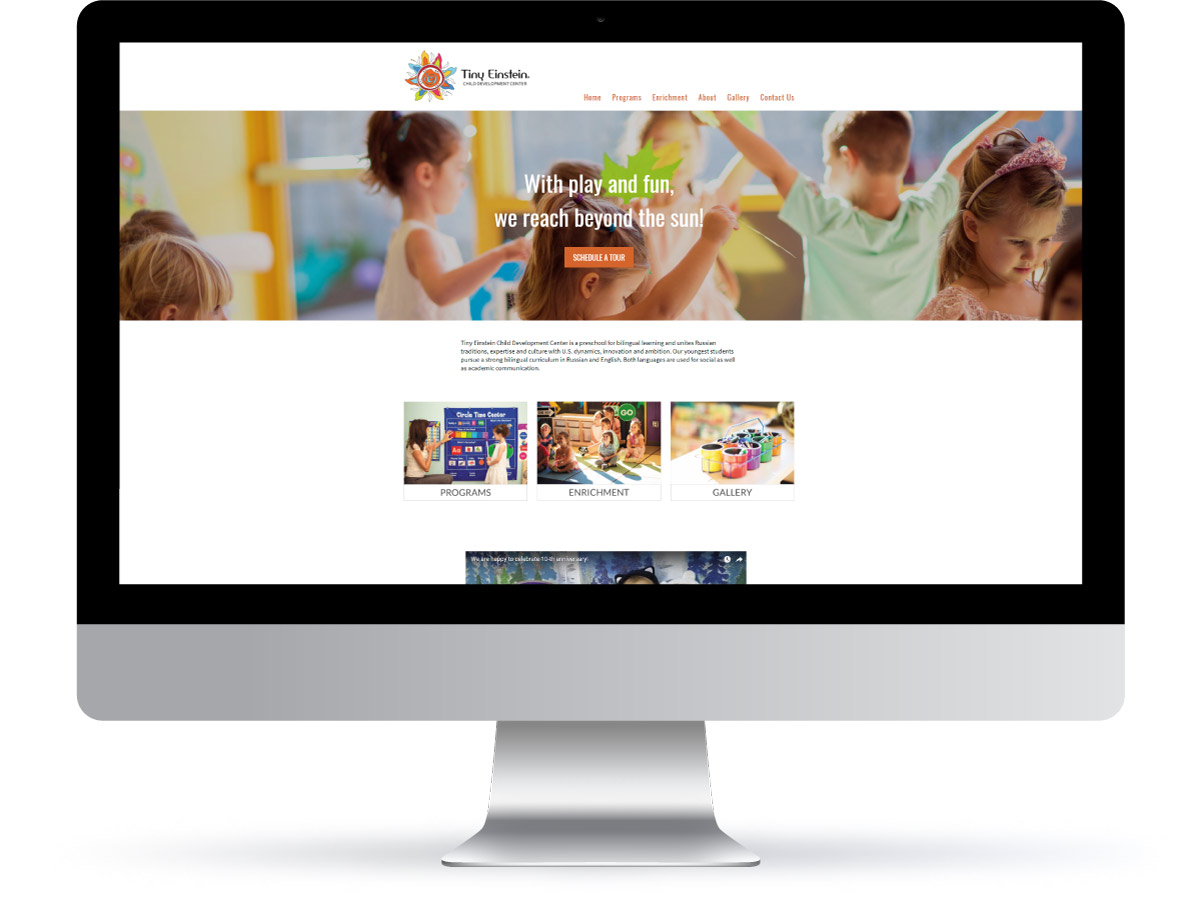 Tiny Einstein.
CHILD DEVELOPMENT CENTER
Home Programs Enrichment About Gallery Contact Us
With play and fun,
we reach beyond the sun!
SCHEDULE A TOUR
Tiny Einstein Child Development Center is a preschool for bilingual learning and unites Russian
traditions, expertise and culture with U.S. dynamics, innovation and ambition. Our youngest students
pursue a strong bilingual curriculum in Russian and English. Both languages are used for social as well
as academic communication.
Circle Time Center
GO
PROGRAMS
ENRICHMENT
GALLERY
We are happy to celebrate 10-th anniversary!